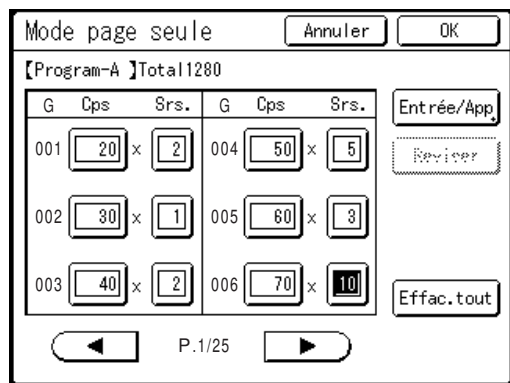 Mode page seule Annuler OK
【Program-A 】Total1280
G Cps Srs. G Cps Srs. Entrée/App
001 20 x 2 004 50 x 5 Reviser
002 30 x 1 005 60 x 3
003 40 x 2 006 70 x 10 Effac.tout
P.1/25